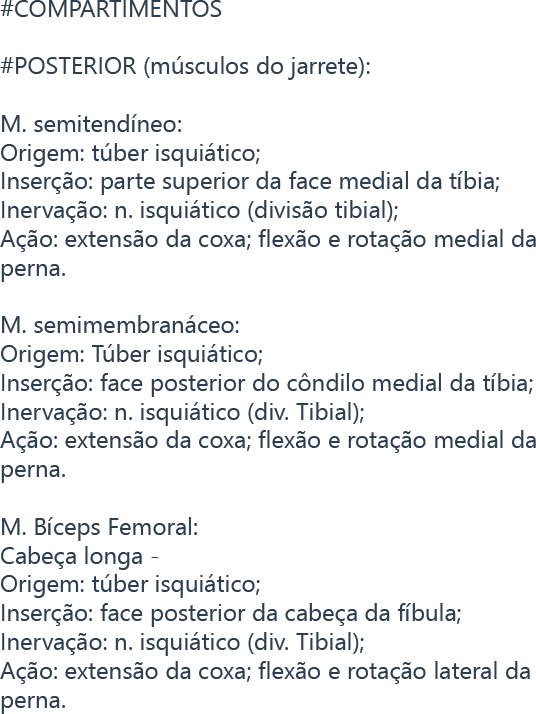 #COMPARTIMENTOS
#POSTERIOR (músculos do jarrete):
M. semitendíneo:
Origem: túber isquiático;
Inserção: parte superior da face medial da tíbia;
Inervação: n. isquiático (divisão tibial);
Ação: extensão da coxa; flexão e rotação medial da
perna.
M. semimembranáceo:
Origem: Túber isquiático;
Inserção: face posterior do côndilo medial da tíbia;
Inervação: n. isquiático (div. Tibial);
Ação: extensão da coxa; flexão e rotação medial da
perna.
M. Bíceps Femoral:
Cabeça longa -
Origem: túber isquiático;
Inserção: face posterior da cabeça da fíbula;
Inervação: n. isquiático (div. Tibial);
Ação: extensão da coxa; flexão e rotação lateral da
perna.